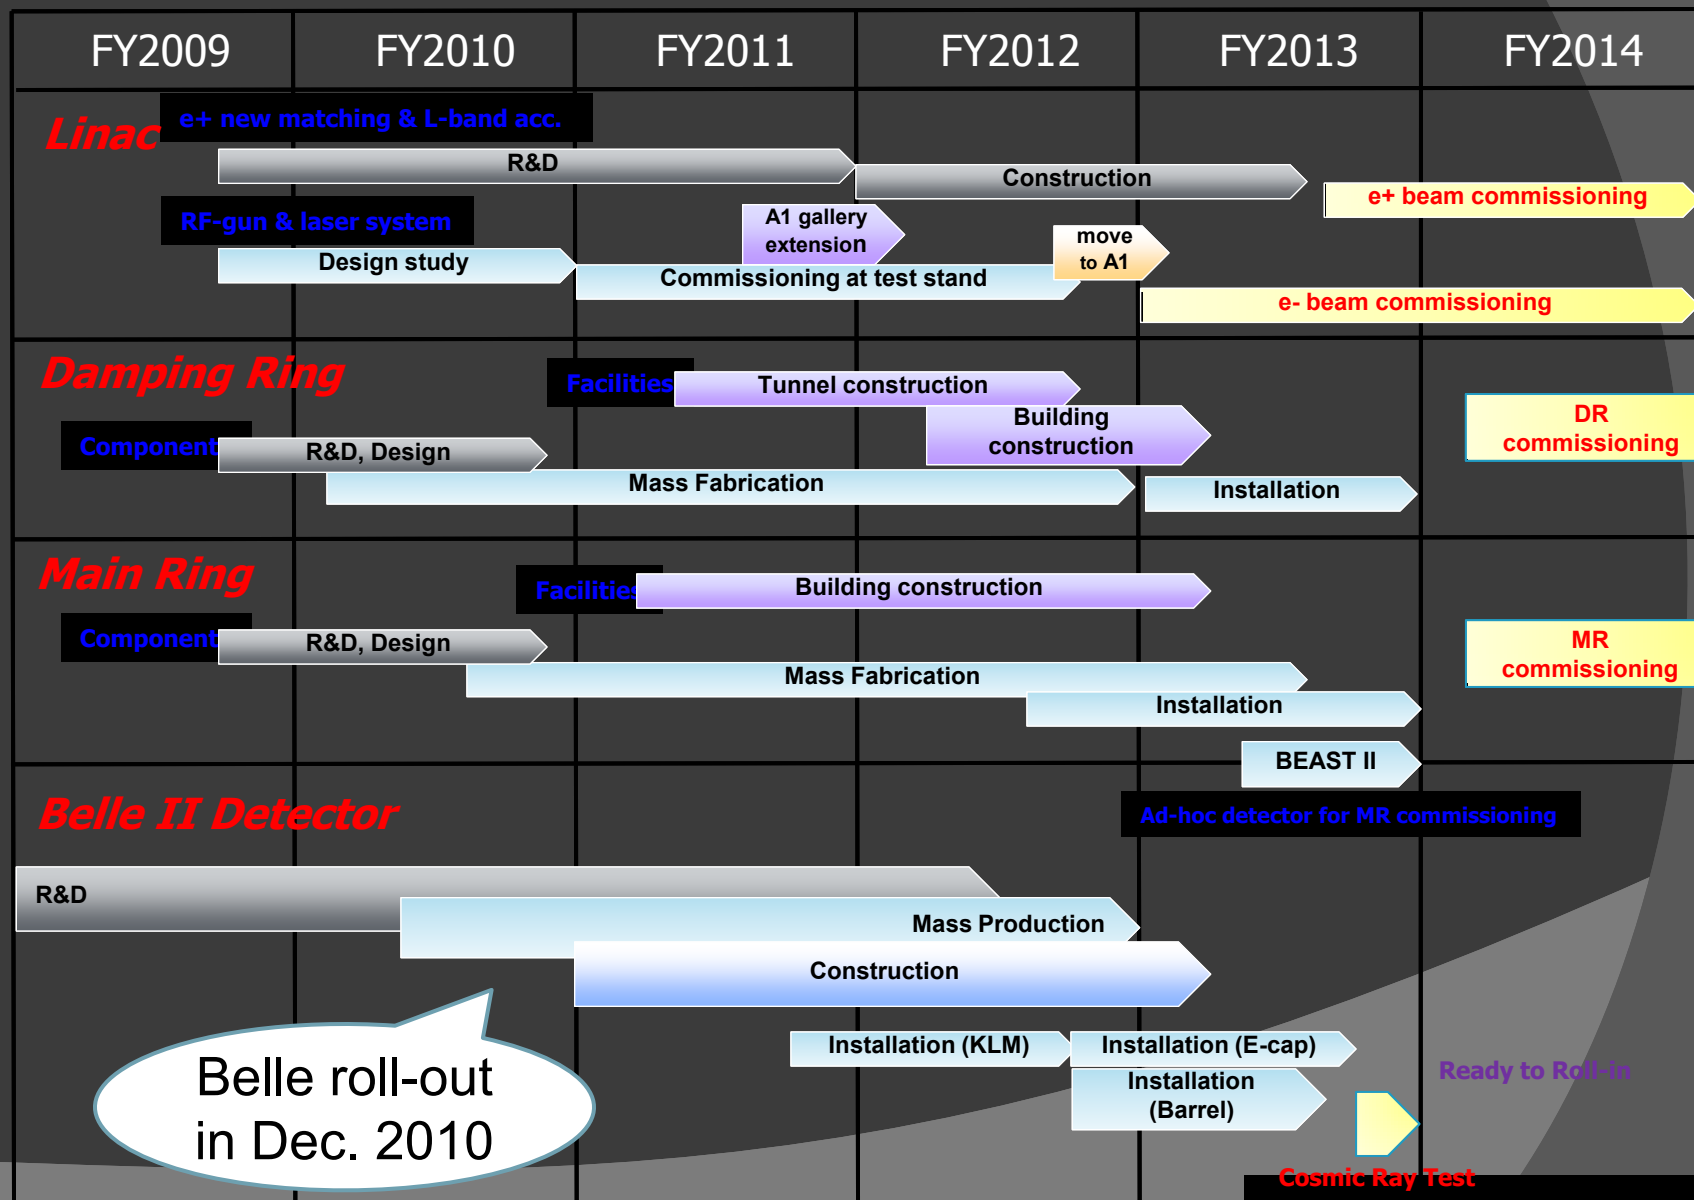 FY2009 FY2010 FY2011 FY2012 FY2013 FY2014
Linac
e+ new matching & L-band acc.
R&D
Construction
e+ beam commissioning
RF-gun & laser system
A1 gallery
extension
move
to A1
Design study
Commissioning at test stand
e- beam commissioning
Damping Ring
Facilities
Tunnel construction
Building
construction
DR
commissioning
Component
R&D, Design
Mass Fabrication
Installation
Main Ring
Facilities
Building construction
Component
R&D, Design
MR
commissioning
Mass Fabrication
Installation
BEAST II
Belle II Detector
Ad-hoc detector for MR commissioning
R&D
Mass Production
Construction
Installation (KLM)
Installation (E-cap)
Installation
(Barrel)
Ready to Roll-in
Belle roll-out
in Dec. 2010
Cosmic Ray Test